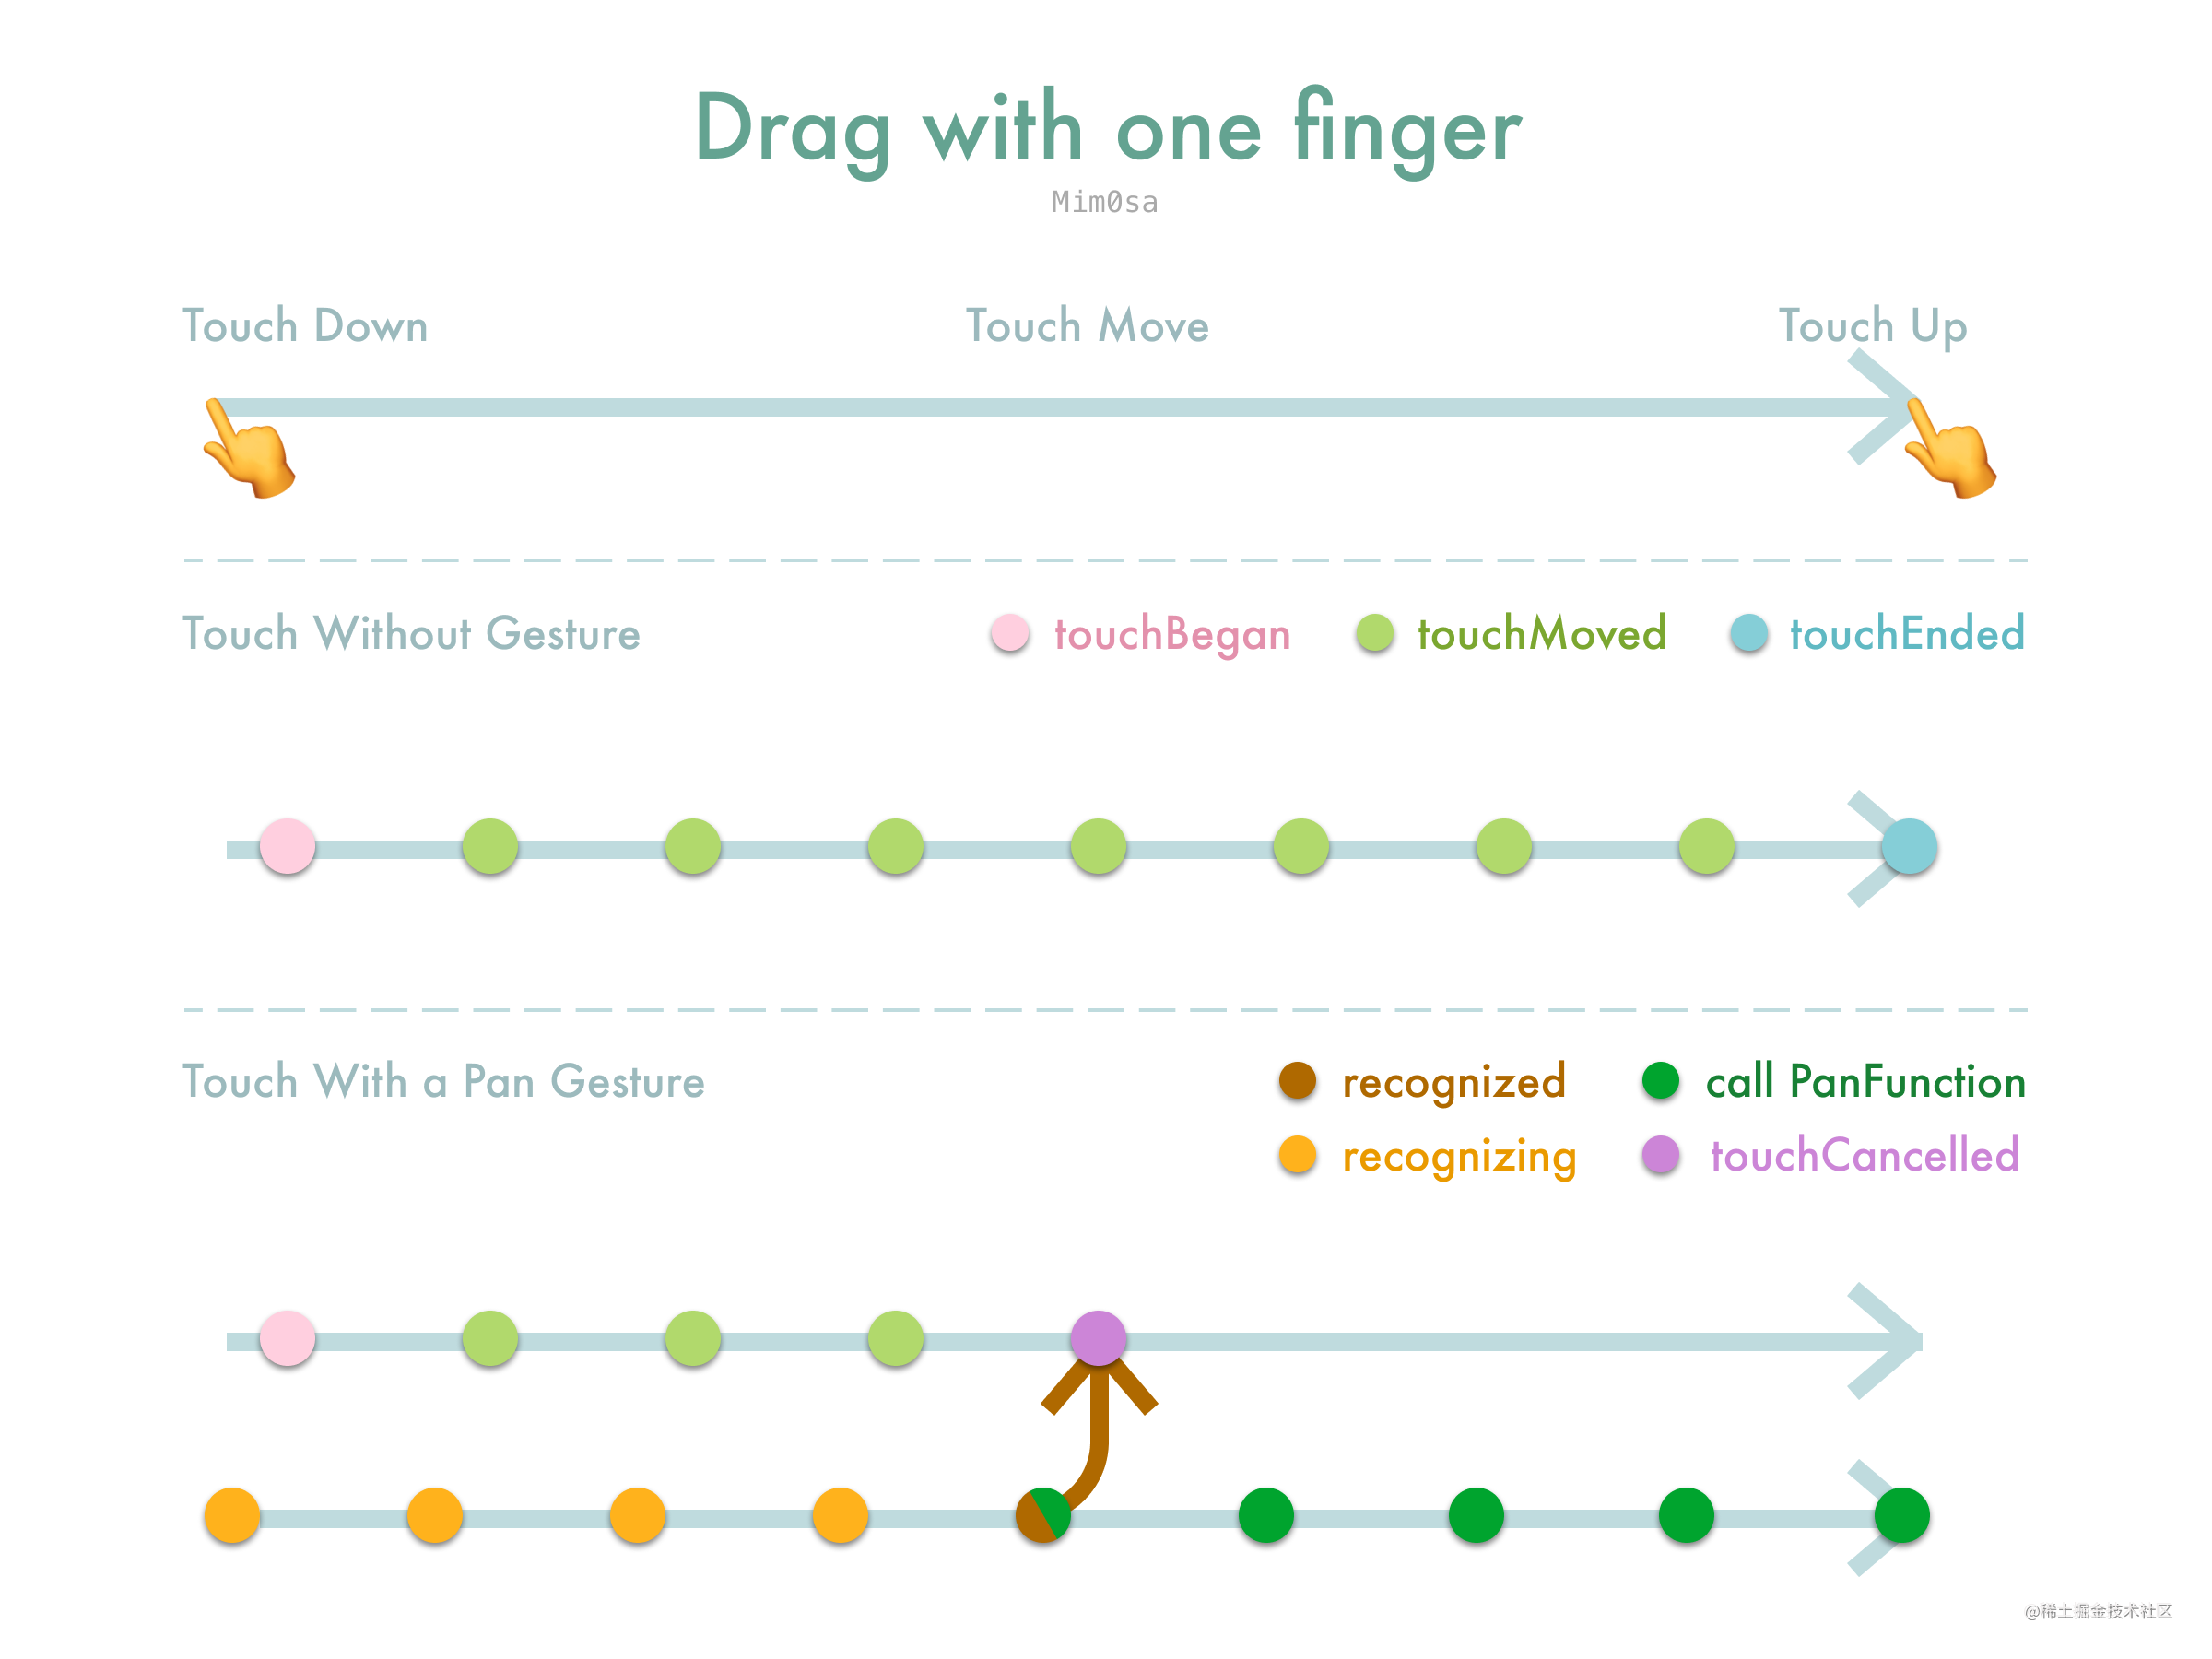 Drag with one finger
Mim0sa
Touch Down
Touch Move
Touch Up
Touch Without Gesture
touchBegan
touchMoved
touchEnded
Touch With a Pan Gesture
recognized
call PanFunction
recognizing
touchCancelled
@稀土掘金技术社区